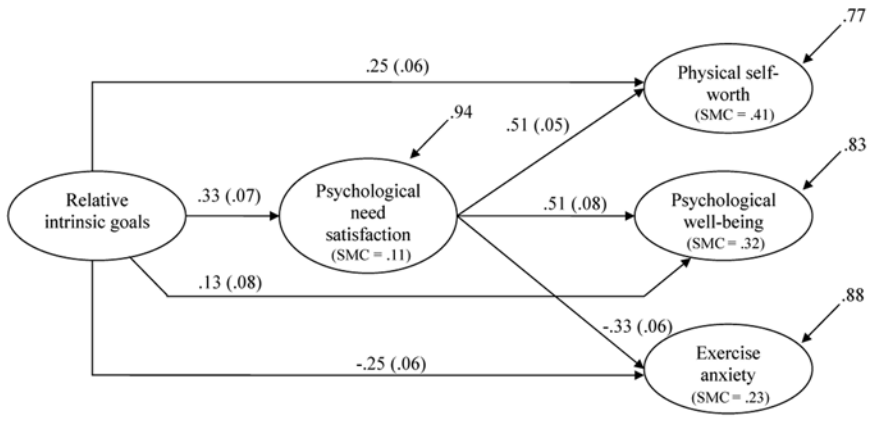 .77
.25 (.06)
Physical self-
worth
(SMC = .41)
.94
.51 (.05)
.83
Relative
intrinsic goals
.33 (.07)
Psychological
need
satisfaction
(SMC = .11)
.51 (.08)
Psychological
well-being
(SMC = .32)
.13 (.08)
.88
-.33 (.06)
-.25 (.06)
Exercise
anxiety
(SMC = .23)